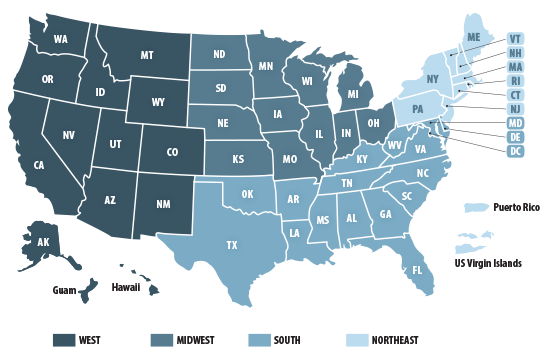 WA
MT
ND
MN
ME
VT
NH
MA
RI
CT
NJ
MD
DE
DC
OR
ID
SD
WI
MI
NY
WY
IA
PA
NE
NV
UT
CO
IL
IN
OH
WV
VA
KS
MO
KY
CA
NC
TN
AZ
NM
OK
AR
SC
MS
AL
GA
TX
LA
FL
AK
Puerto Rico
US Virgin Islands
Guam
Hawaii
WEST
MIDWEST
SOUTH
NORTHEAST